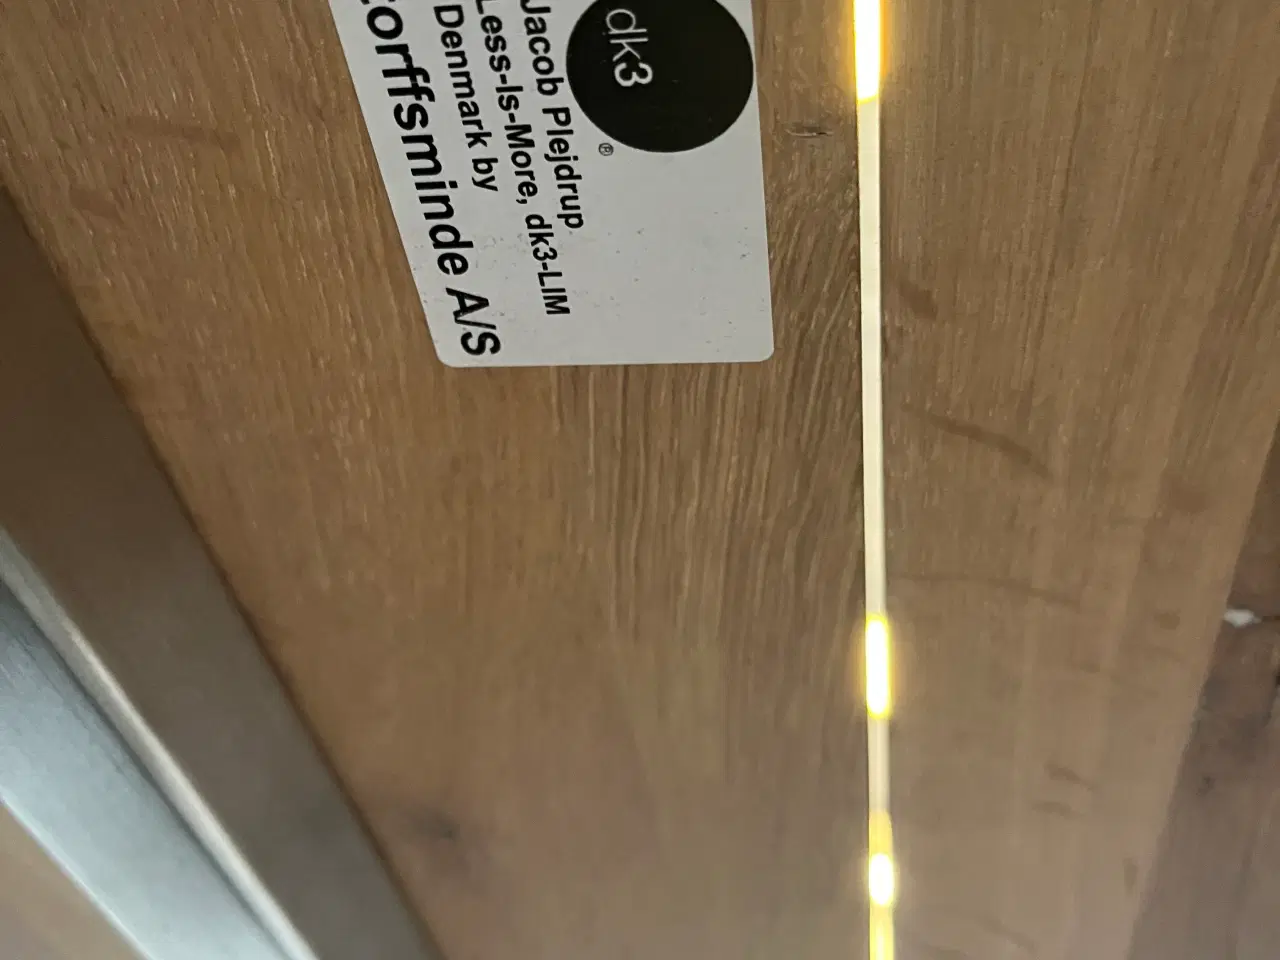 dk3
®
Jacob Plejdrup
Less-Is-More, dk3-LIM
Denmark by
orffsminde A/S